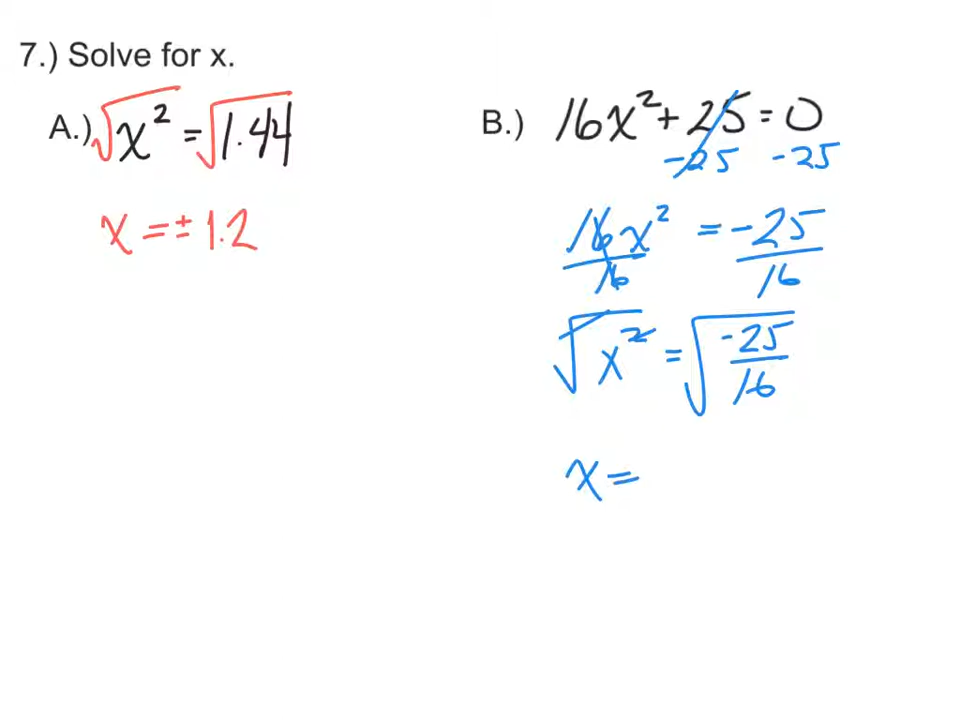 7.) Solve for x.
A.) √x² = √1.44
x = ± 1.2
B.) 16x² + 25 = 0
-25 -25
16x²/16 = -25/16
√x² = √-25/16
x =